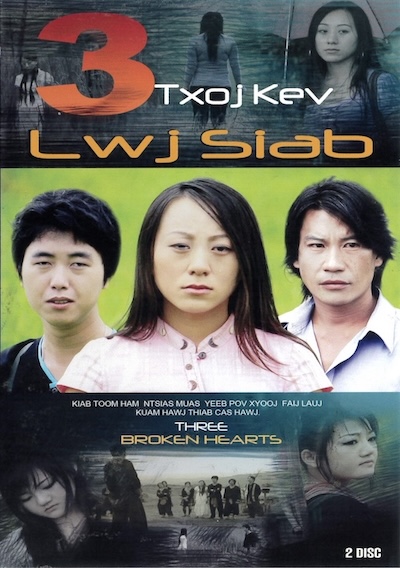 3 Txoj Kev
Lwj Siab
KIAB TOOM HAM NTSIAS MUAS YEEB POV XYOOJ FAIJ LAUJ
KUAM HAWJ THIAB CAS HAWJ.
THREE
BROKEN HEARTS
2 DISC